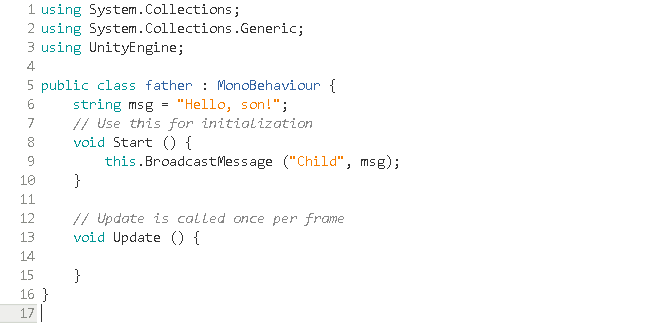 1 using System.Collections;
2 using System.Collections.Generic;
3 using UnityEngine;
4
5 public class father : MonoBehaviour {
6     string msg = "Hello, son!";
7     // Use this for initialization
8     void Start () {
9         this.BroadcastMessage ("Child", msg);
10     }
11
12     // Update is called once per frame
13     void Update () {
14
15     }
16 }
17